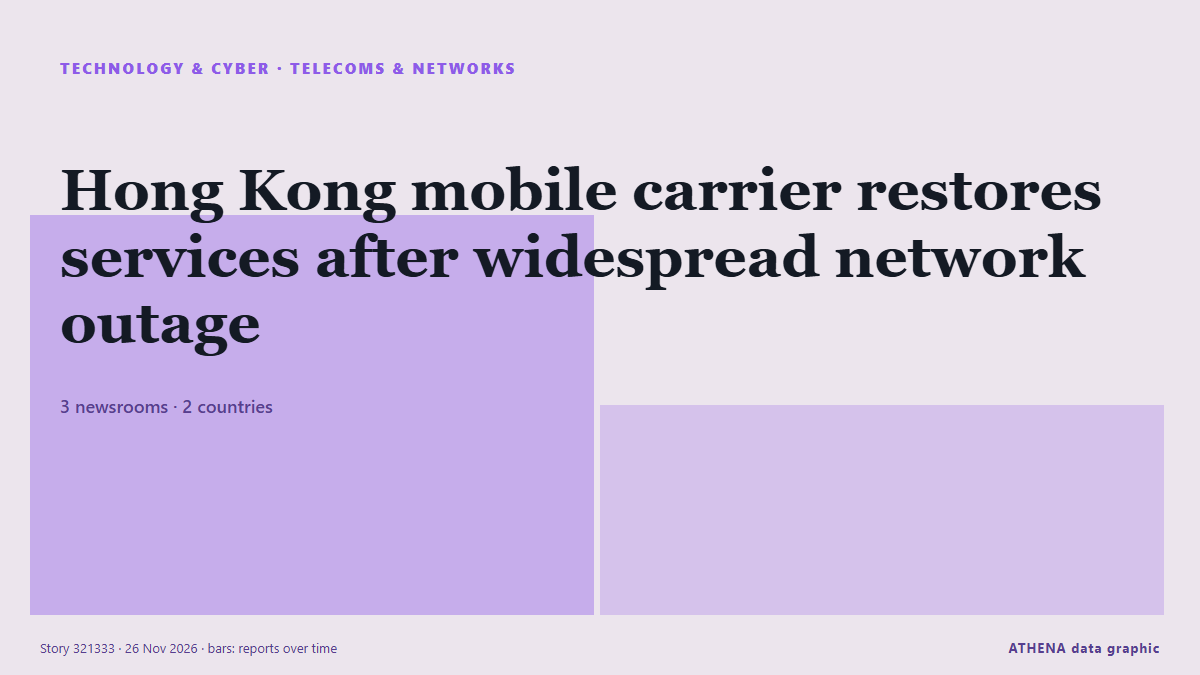 TECHNOLOGY & CYBER · TELECOMS & NETWORKS
Hong Kong mobile carrier restores
services after widespread network
outage
3 newsrooms · 2 countries
Story 321333 · 26 Nov 2026 · bars: reports over time
ATHENA data graphic